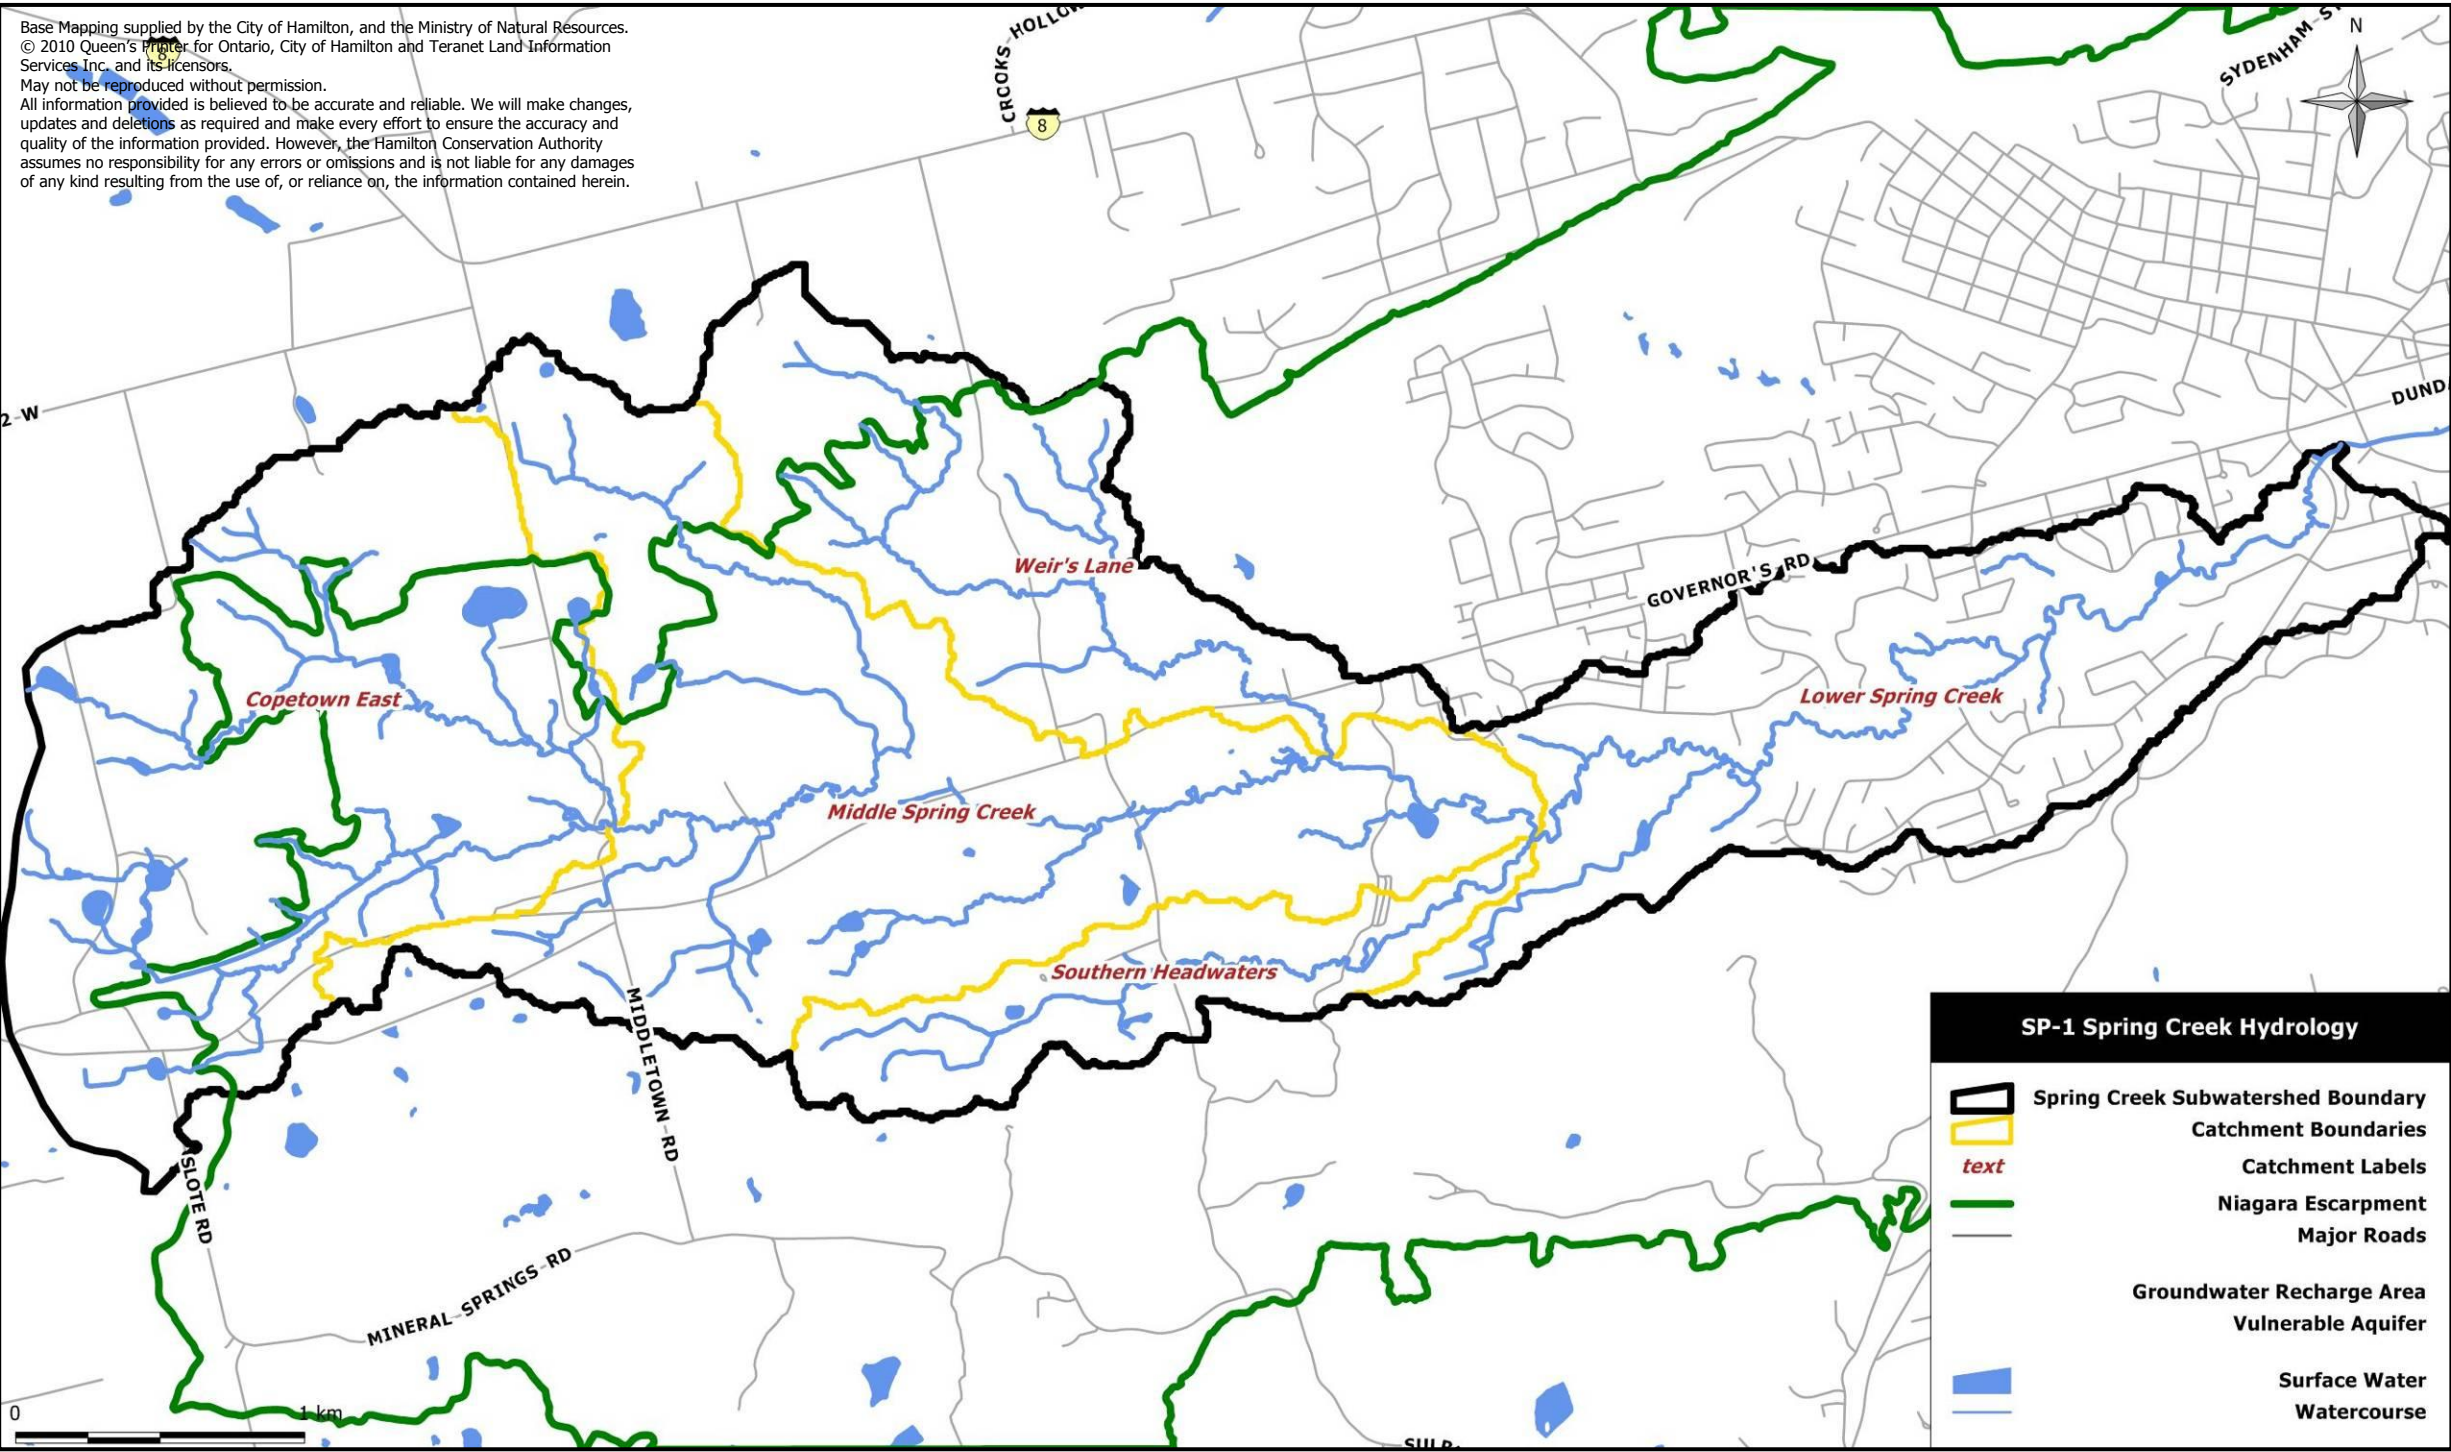 Base Mapping supplied by the City of Hamilton, and the Ministry of Natural Resources.
© 2010 Queen's Printer for Ontario, City of Hamilton and Teranet Land Information
Services Inc. and its licensors.
May not be reproduced without permission.
All information provided is believed to be accurate and reliable. We will make changes,
updates and deletions as required and make every effort to ensure the accuracy and
quality of the information provided. However, the Hamilton Conservation Authority
assumes no responsibility for any errors or omissions and is not liable for any damages
of any kind resulting from the use of, or reliance on, the information contained herein.
8
CROOKS HOLLOW
8
SYDENHAM ST
N
2 W
DUND
Weir's Lane
GOVERNOR'S RD
Copetown East
Lower Spring Creek
Middle Spring Creek
Southern Headwaters
MIDDLETOWN RD
SLOTE RD
MINERAL SPRINGS RD
SP-1 Spring Creek Hydrology
Spring Creek Subwatershed Boundary
Catchment Boundaries
text Catchment Labels
Niagara Escarpment
Major Roads
Groundwater Recharge Area
Vulnerable Aquifer
Surface Water
Watercourse
0 1 km